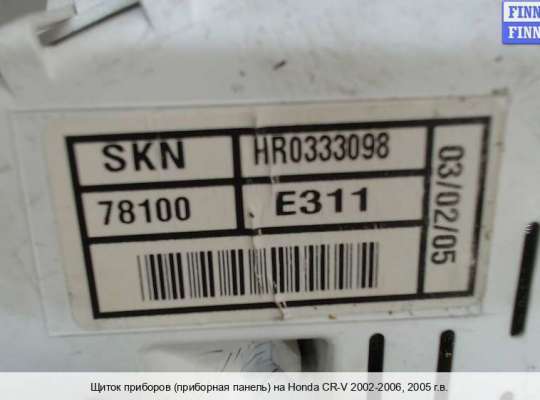 FINN
FINN
SKN HR0333098
78100 E311
03/02/05
Щиток приборов (приборная панель) на Honda CR-V 2002-2006, 2005 г.в.